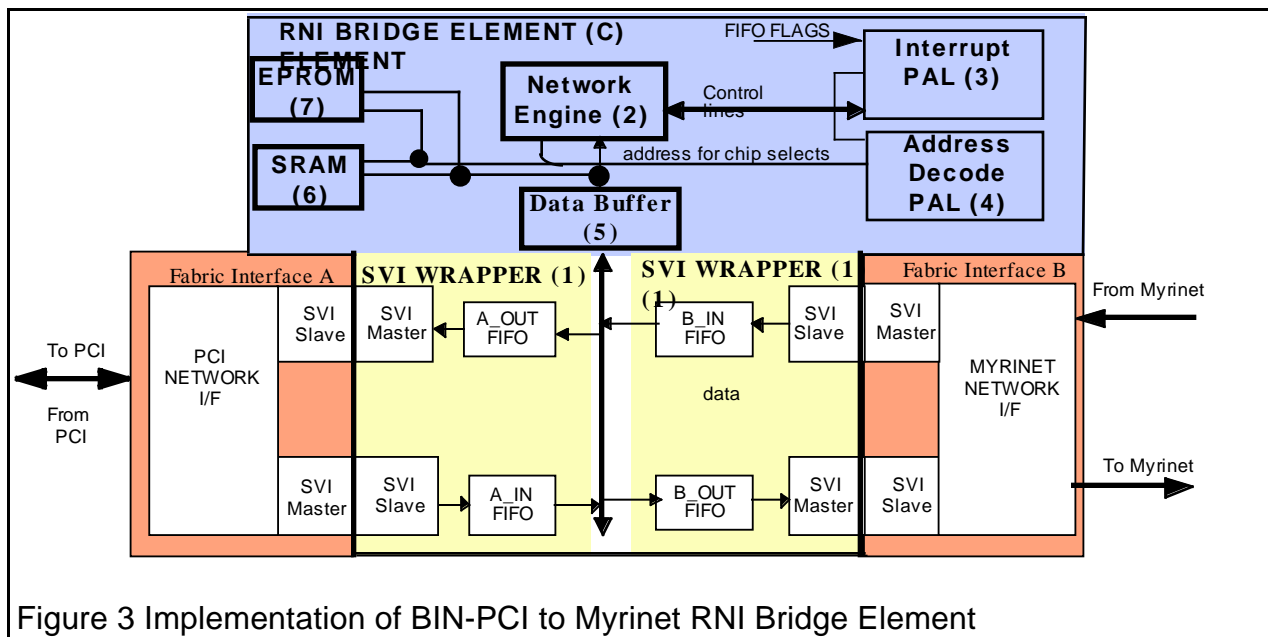 RNI BRIDGE ELEMENT (C)
ELEMENT
FIFO FLAGS
Interrupt
PAL (3)
EPROM
(7)
Network
Engine (2)
Control
lines
SRAM
(6)
address for chip selects
Address
Decode
PAL (4)
Data Buffer
(5)
Fabric Interface A
SVI WRAPPER (1)
SVI WRAPPER (1
(1)
Fabric Interface B
From Myrinet
To PCI
From
PCI
PCI
NETWORK
I/F
SVI
Slave
SVI
Master
A_OUT
FIFO
B_IN
FIFO
SVI
Slave
SVI
Master
MYRINET
NETWORK
I/F
data
To Myrinet
SVI
Master
SVI
Slave
A_IN
FIFO
B_OUT
FIFO
SVI
Master
SVI
Slave
Figure 3 Implementation of BIN-PCI to Myrinet RNI Bridge Element